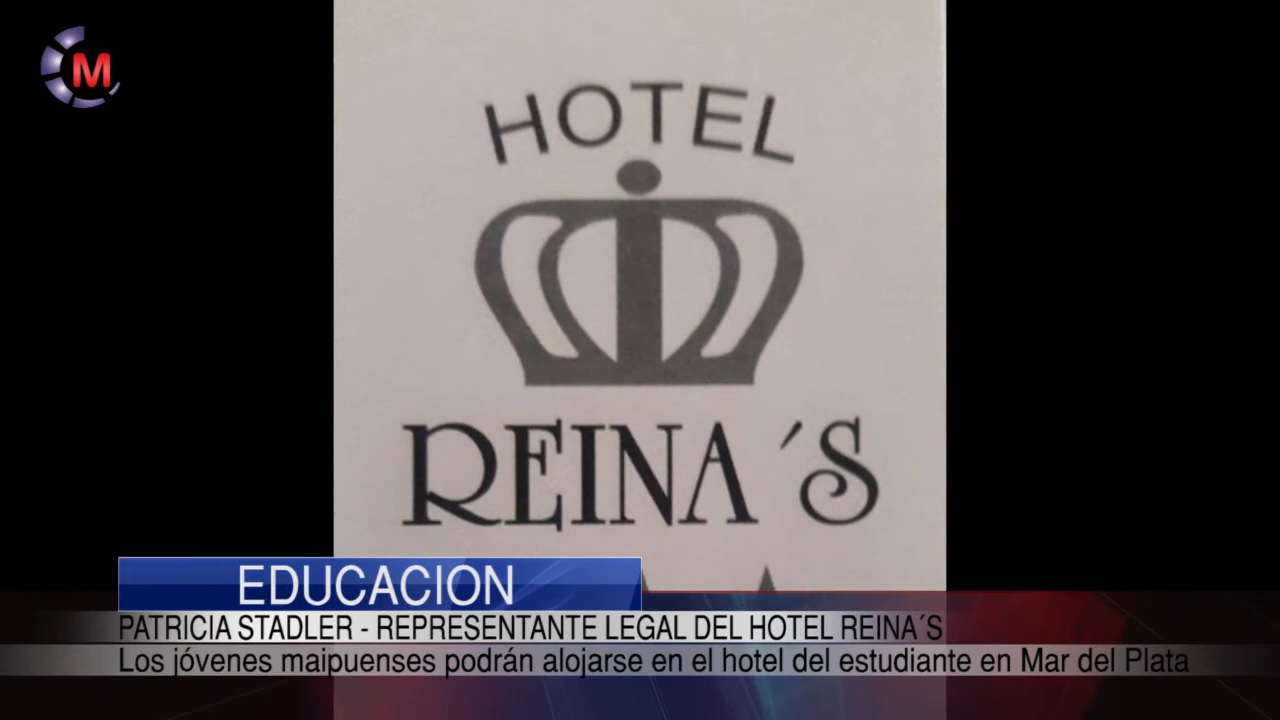 M
HOTEL
REINA´S
EDUCACION
PATRICIA STADLER - REPRESENTANTE LEGAL DEL HOTEL REINA´S
Los jóvenes maipuenses podrán alojarse en el hotel del estudiante en Mar del Plata